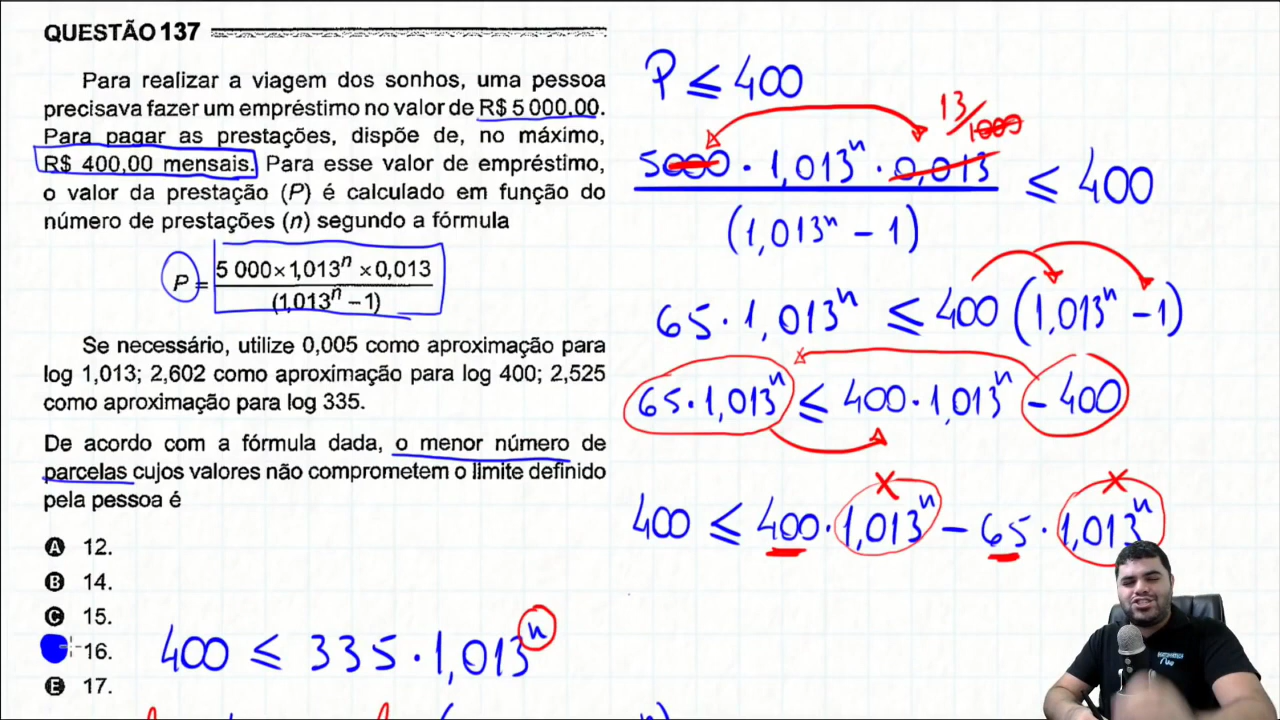 QUESTÃO 137
Para realizar a viagem dos sonhos, uma pessoa
precisava fazer um empréstimo no valor de R$ 5 000,00.
Para pagar as prestações, dispõe de, no máximo,
R$ 400,00 mensais. Para esse valor de empréstimo,
o valor da prestação (P) é calculado em função do
número de prestações (n) segundo a fórmula
P = 5 000 × 1,013^n × 0,013 / (1,013^n − 1)
Se necessário, utilize 0,005 como aproximação para
log 1,013; 2,602 como aproximação para log 400; 2,525
como aproximação para log 335.
De acordo com a fórmula dada, o menor número de
parcelas cujos valores não comprometem o limite definido
pela pessoa é
A 12.
B 14.
C 15.
16.
E 17.
P ≤ 400
13/1000
5000 · 1,013^n · 0,013 / (1,013^n − 1) ≤ 400
65 · 1,013^n ≤ 400 (1,013^n − 1)
65 · 1,013^n ≤ 400 · 1,013^n − 400
x x
400 ≤ 400 · 1,013^n − 65 · 1,013^n
400 ≤ 335 · 1,013^n